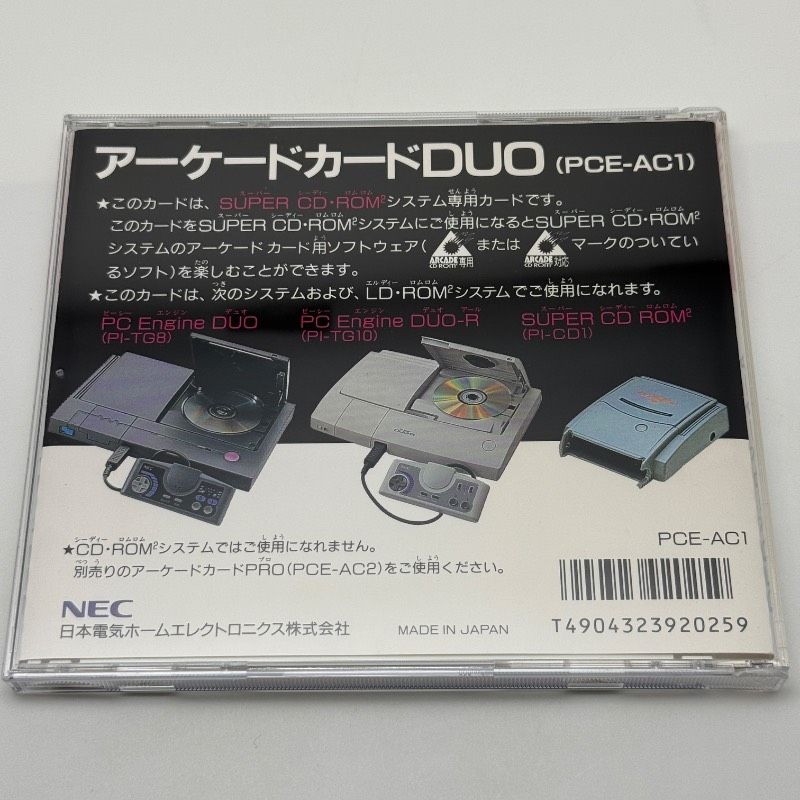 アーケードカードDUO(PCE-AC1)
★このカードは、SUPER CD・ROM²システム専用カードです。
このカードをSUPER CD・ROM²システムにご使用になるとSUPER CD・ROM²
システムのアーケードカード用ソフトウェア(ARCADE CD・ROM² 専用 または ARCADE CD・ROM² 対応 マークのついてい
るソフト)を楽しむことができます。
★このカードは、次のシステムおよび、LD・ROM²システムでご使用になれます。
PC Engine DUO
(PI-TG8)
PC Engine DUO-R
(PI-TG10)
SUPER CD ROM²
(PI-CD1)
NEC
★CD・ROM²システムではご使用になれません。
別売りのアーケードカードPRO(PCE-AC2)をご使用ください。
PCE-AC1
NEC
日本電気ホームエレクトロニクス株式会社
MADE IN JAPAN
T4904323920259